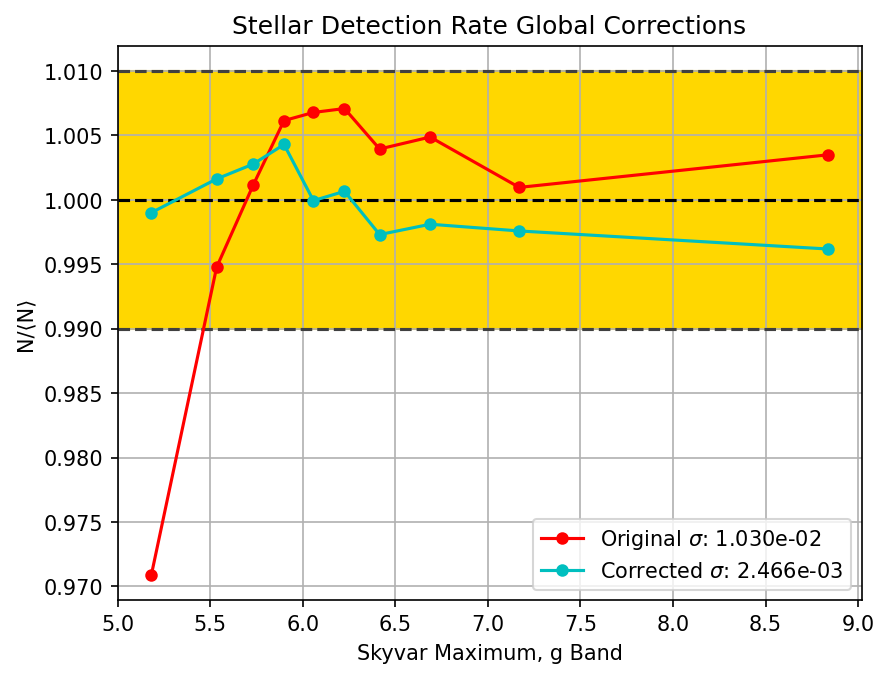 Stellar Detection Rate Global Corrections
N/⟨N⟩
1.010
1.005
1.000
0.995
0.990
0.985
0.980
0.975
0.970
Original σ: 1.030e-02
Corrected σ: 2.466e-03
5.0 5.5 6.0 6.5 7.0 7.5 8.0 8.5 9.0
Skyvar Maximum, g Band